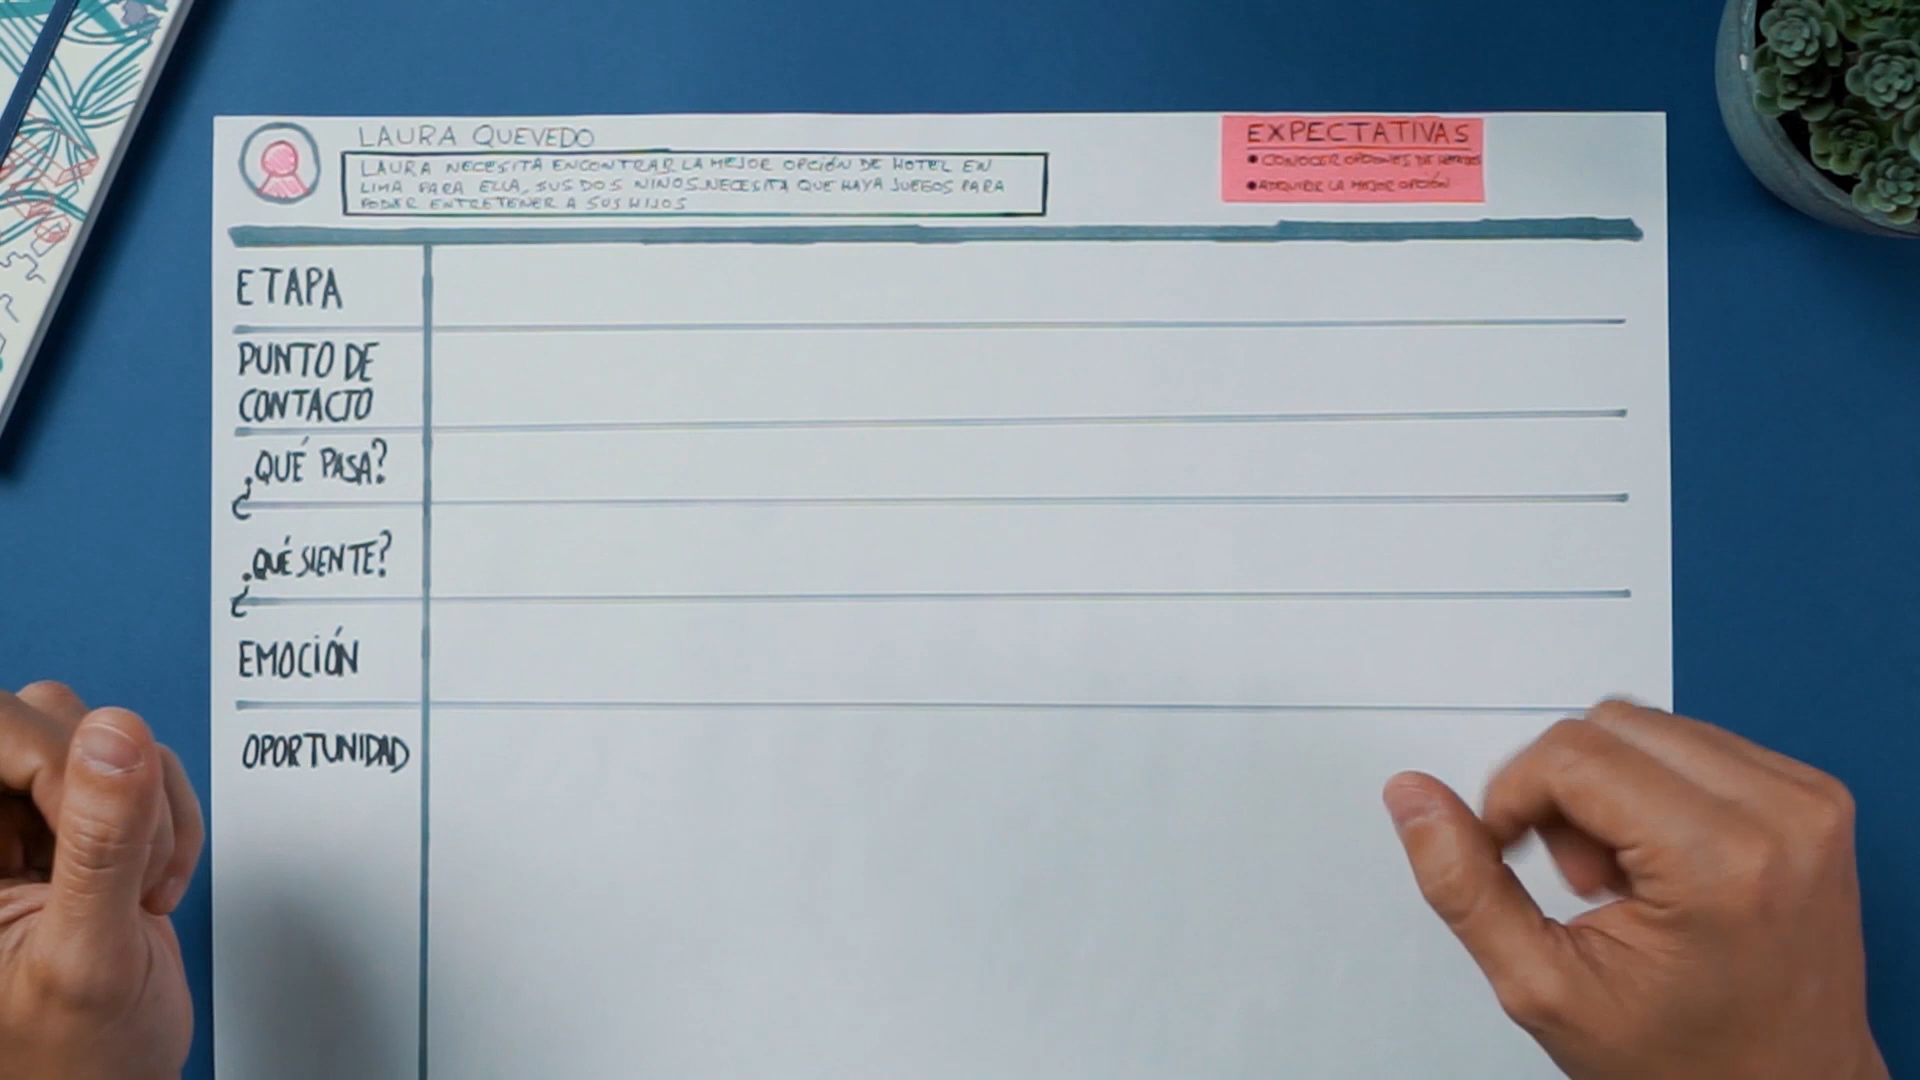 LAURA QUEVEDO
LAURA NECESITA ENCONTRAR LA MEJOR OPCIÓN DE HOTEL EN
LIMA PARA ELLA, SUS DOS NIÑOS. NECESITA QUE HAYA JUEGOS PARA
PODER ENTRETENER A SUS HIJOS
EXPECTATIVAS
• CONOCER OPCIONES DE
• ADQUIRIR LA MEJOR OPCIÓN
ETAPA
PUNTO DE
CONTACTO
¿QUÉ PASA?
¿QUÉ SIENTE?
EMOCIÓN
OPORTUNIDAD